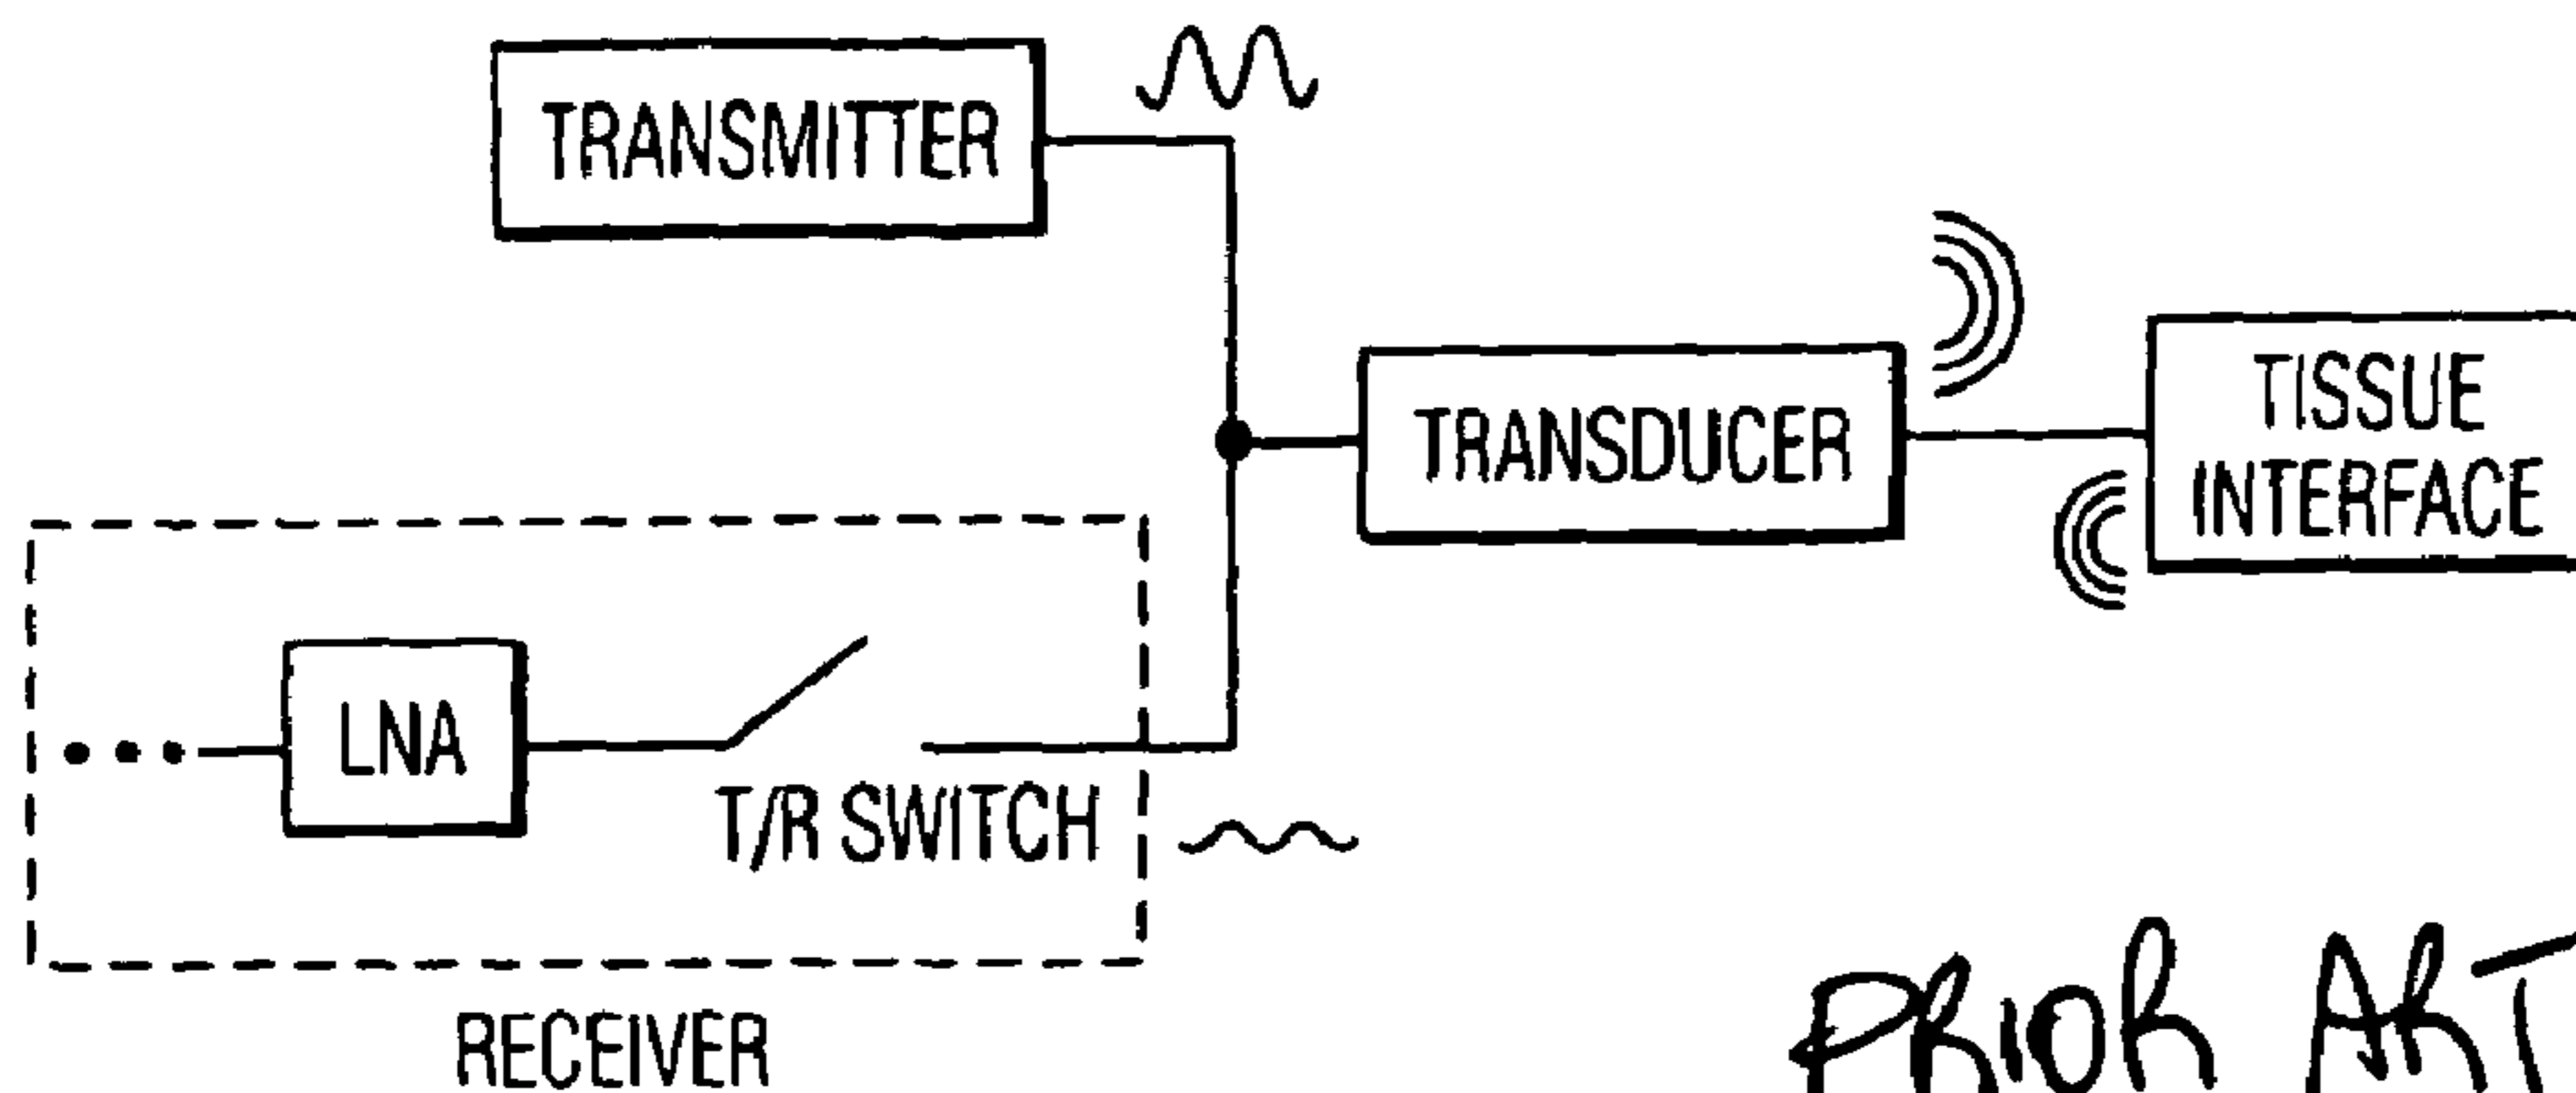 TRANSMITTER
TRANSDUCER
TISSUE
INTERFACE
LNA
T/R SWITCH
RECEIVER
PRIOR ART